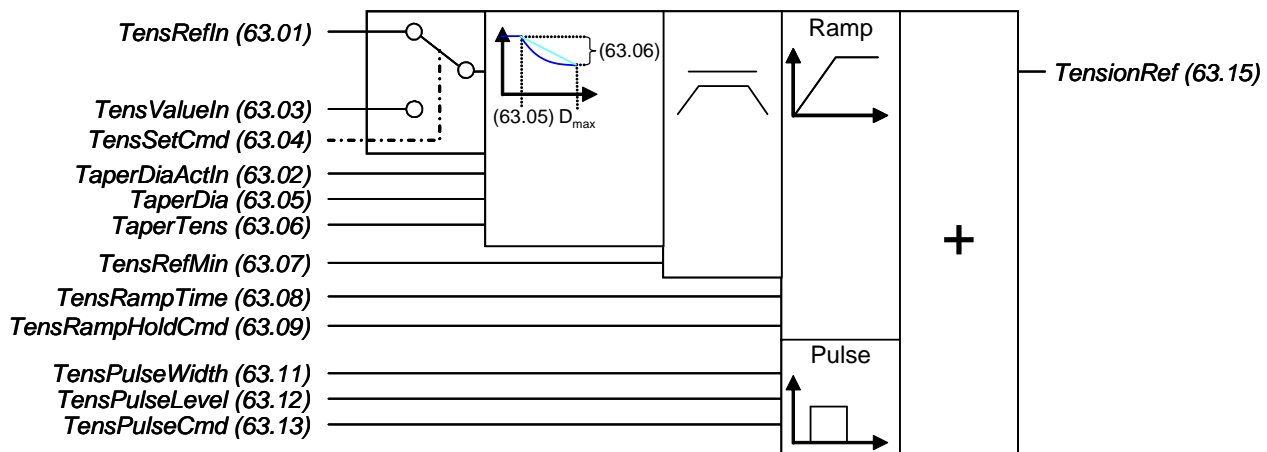 TensRefIn (63.01)
TensValueIn (63.03)
TensSetCmd (63.04)
TaperDiaActIn (63.02)
TaperDia (63.05)
TaperTens (63.06)
TensRefMin (63.07)
TensRampTime (63.08)
TensRampHoldCmd (63.09)
TensPulseWidth (63.11)
TensPulseLevel (63.12)
TensPulseCmd (63.13)
(63.06)
(63.05) Dmax
Ramp
Pulse
+
TensionRef (63.15)